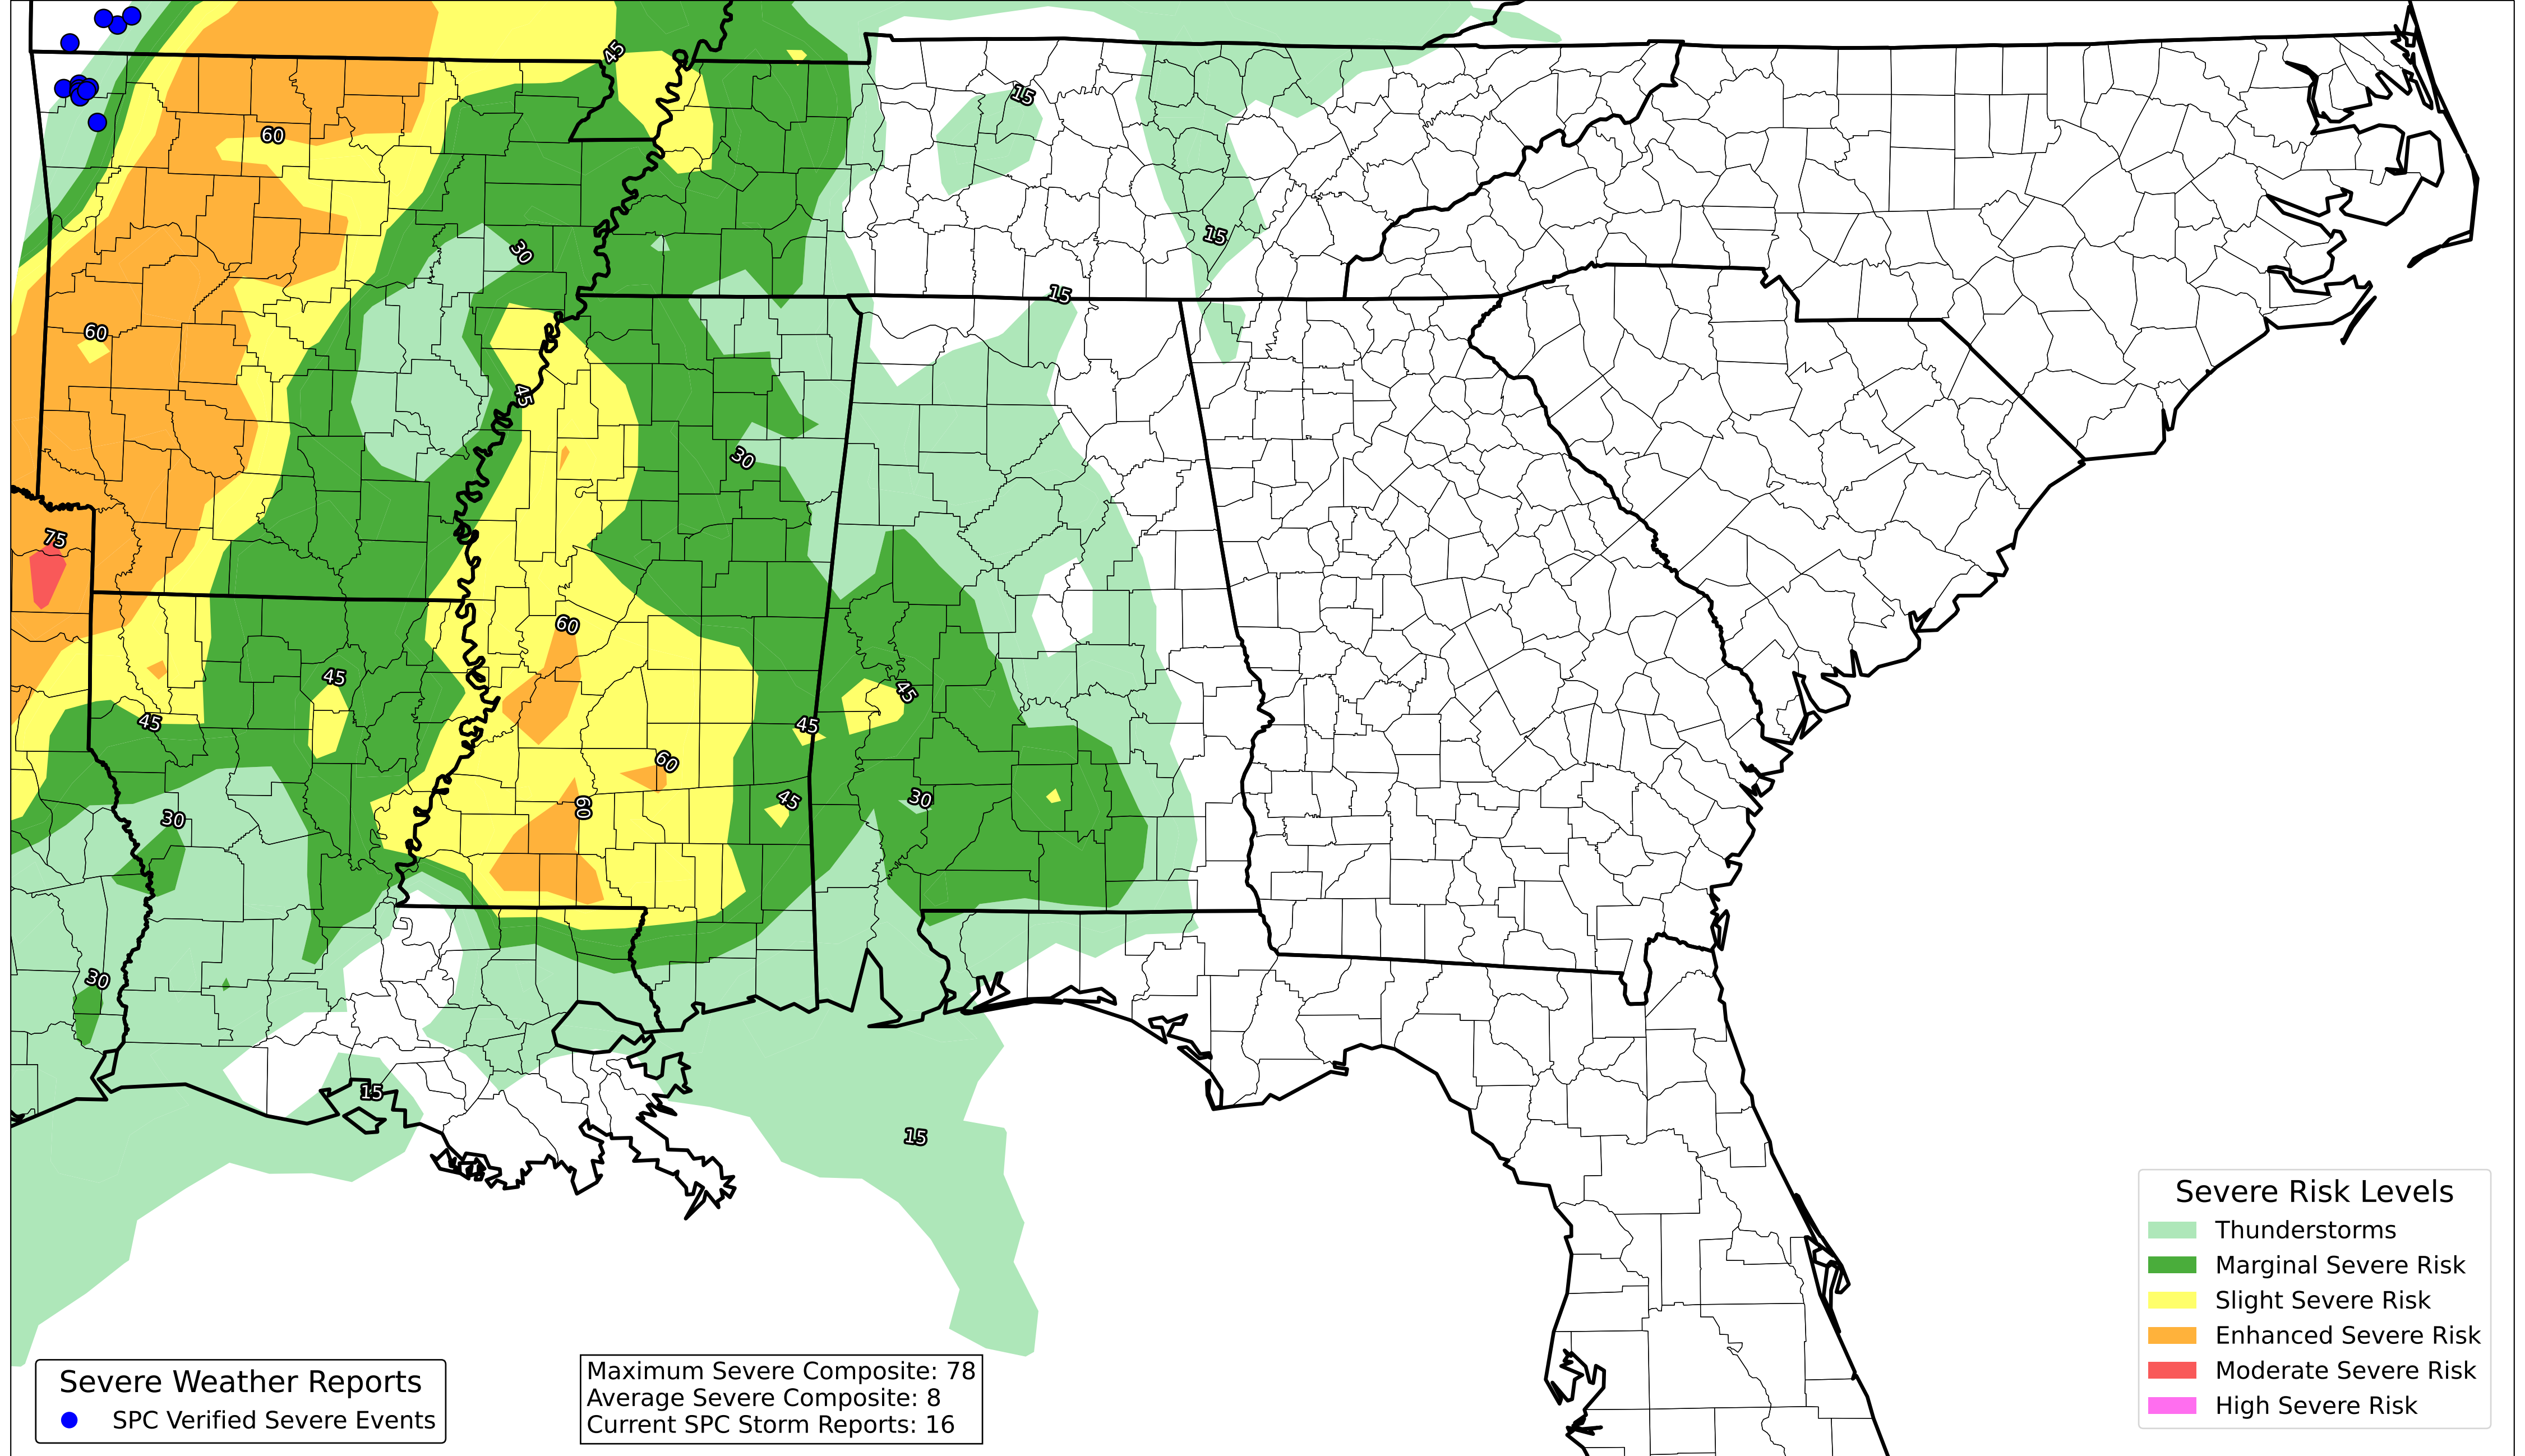 45
15
60
15
30
15
60
45
30
75
60
45
45
45
45
60
45
30
60
30
30
15
15
Severe Risk Levels
Thunderstorms
Marginal Severe Risk
Slight Severe Risk
Enhanced Severe Risk
Moderate Severe Risk
High Severe Risk
Severe Weather Reports
SPC Verified Severe Events
Maximum Severe Composite: 78
Average Severe Composite: 8
Current SPC Storm Reports: 16